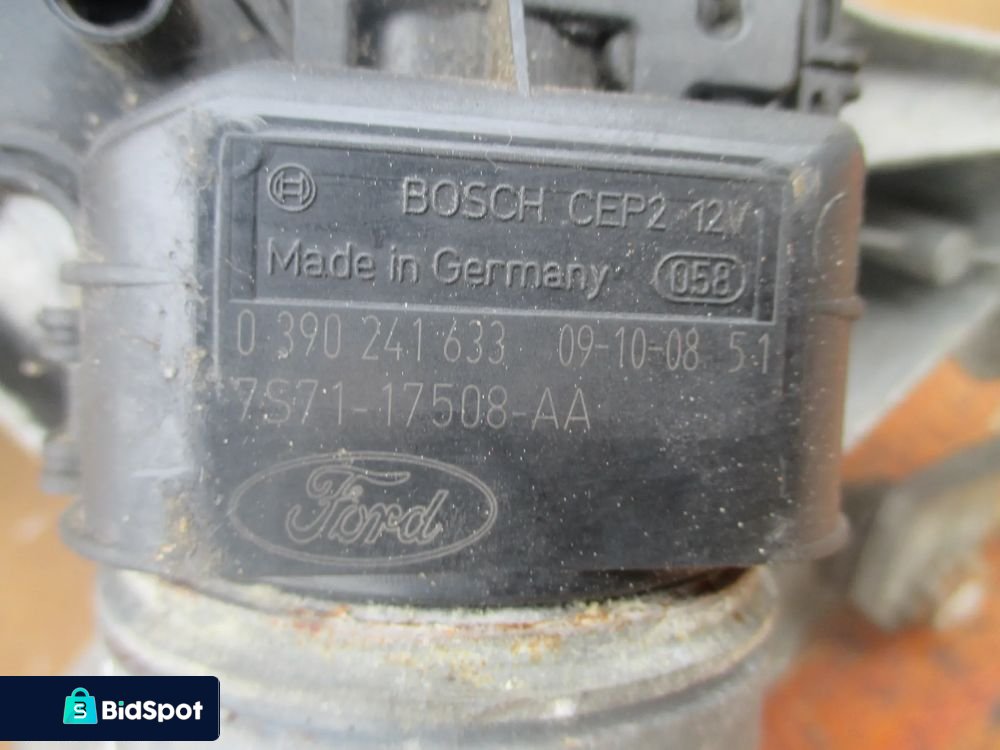 BOSCH CEP2 12V
Made in Germany 058
0 390 241 633 09-10-08 51
7S71-17508-AA
Ford
BidSpot